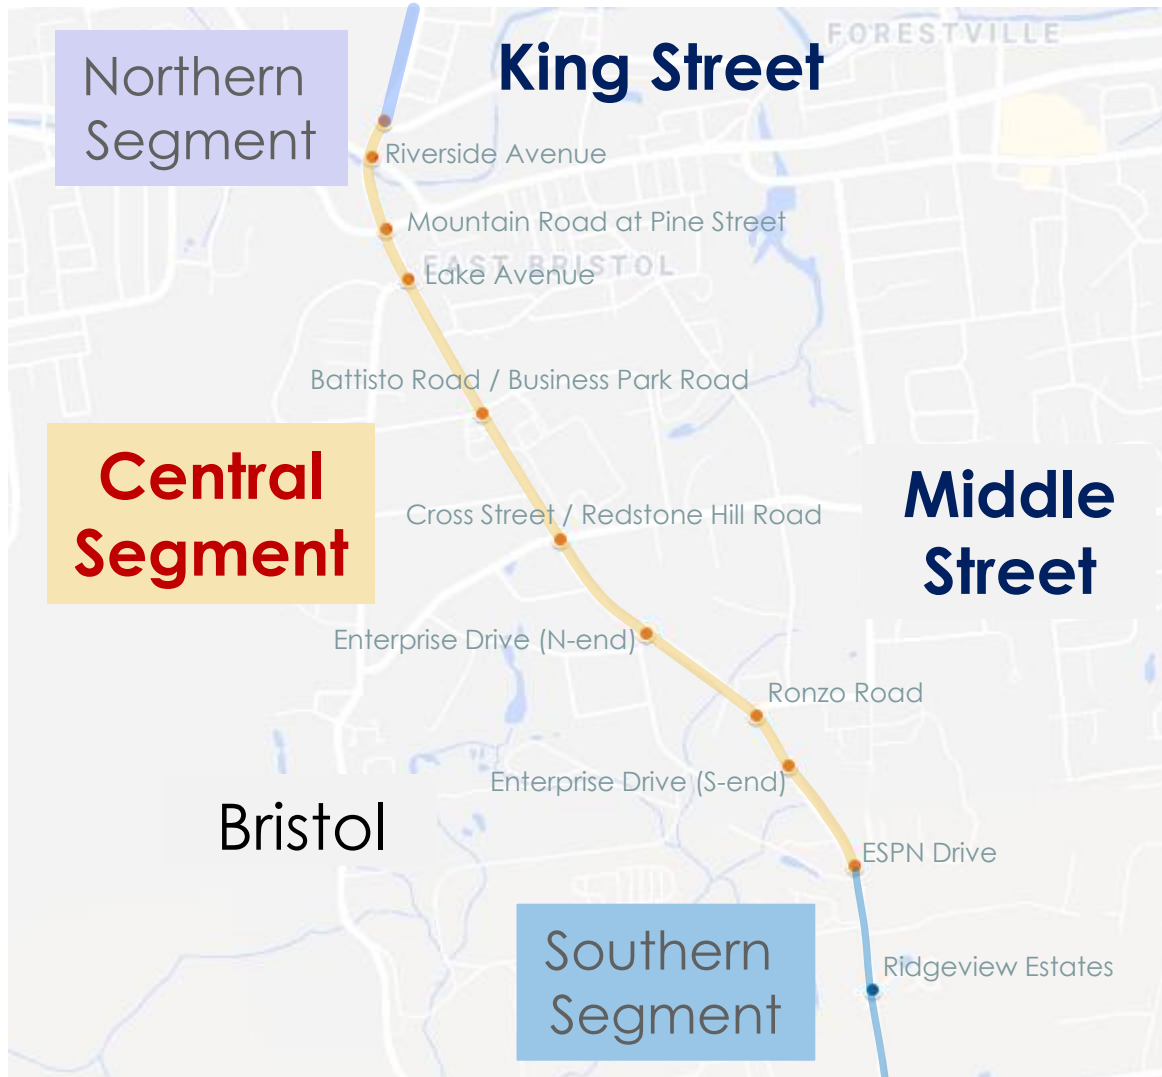 FORESTVILLE
King Street
Northern
Segment
Riverside Avenue
Mountain Road at Pine Street
EAST BRISTOL
Lake Avenue
Battisto Road / Business Park Road
Central
Segment
Middle
Street
Cross Street / Redstone Hill Road
Enterprise Drive (N-end)
Ronzo Road
Enterprise Drive (S-end)
Bristol
ESPN Drive
Southern
Segment
Ridgeview Estates